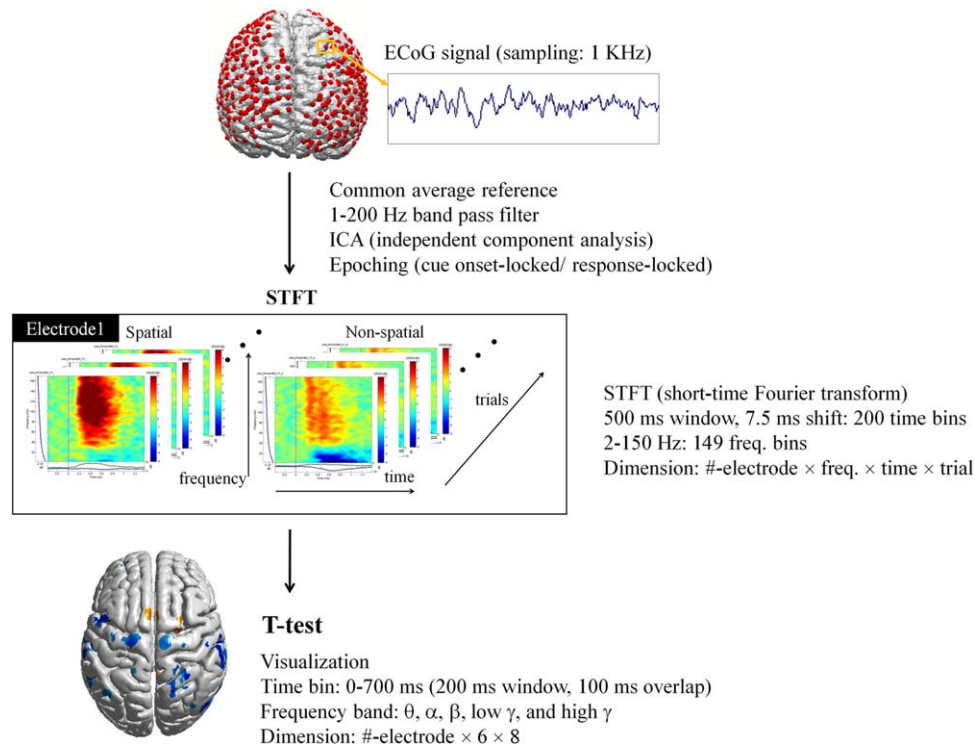 ECoG signal (sampling: 1 KHz)
Common average reference
1-200 Hz band pass filter
ICA (independent component analysis)
Epoching (cue onset-locked/ response-locked)
STFT
Electrode1
Spatial
Non-spatial
trials
frequency
time
STFT (short-time Fourier transform)
500 ms window, 7.5 ms shift: 200 time bins
2-150 Hz: 149 freq. bins
Dimension: #-electrode × freq. × time × trial
T-test
Visualization
Time bin: 0-700 ms (200 ms window, 100 ms overlap)
Frequency band: θ, α, β, low γ, and high γ
Dimension: #-electrode × 6 × 8